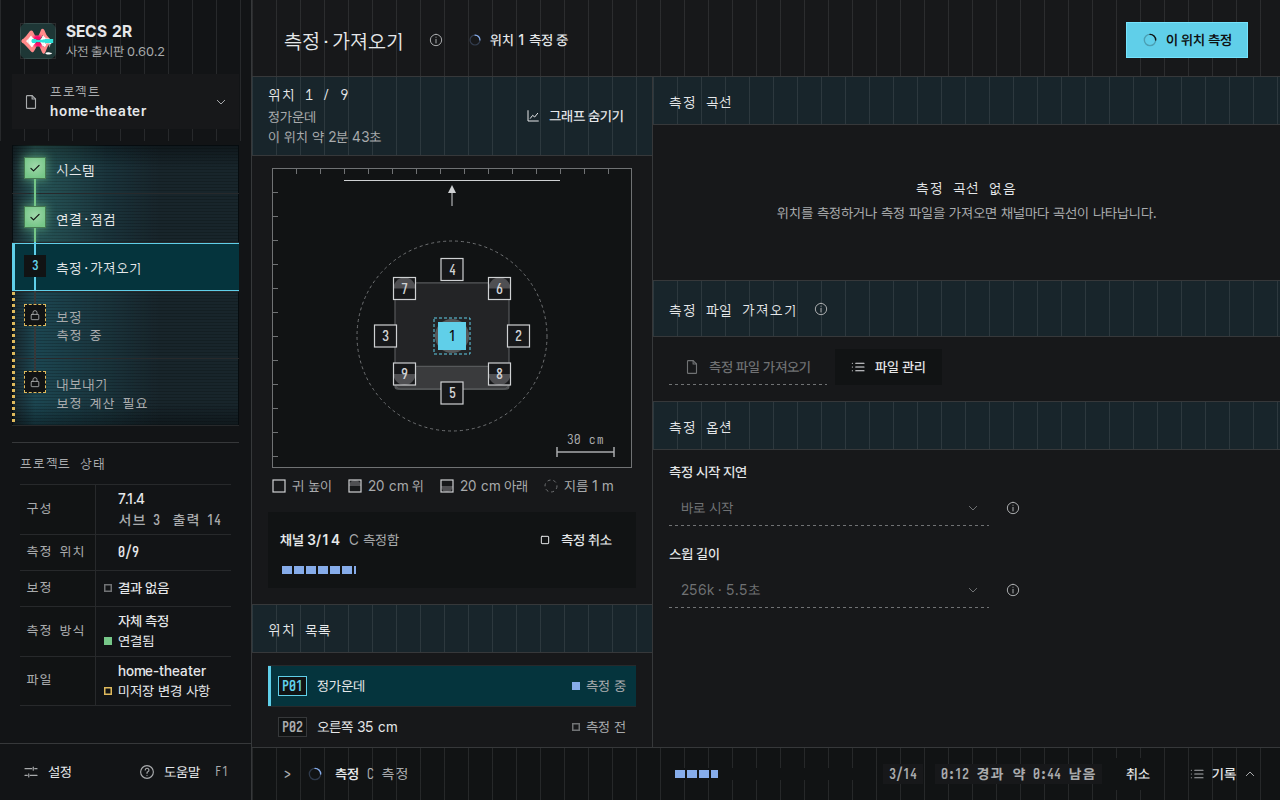 SECS 2R
사전 출시판 0.60.2
프로젝트
home-theater
시스템
연결·점검
3 측정·가져오기
보정
측정 중
내보내기
보정 계산 필요
프로젝트 상태
구성
7.1.4
서브 3 출력 14
측정 위치 0/9
보정 결과 없음
측정 방식
자체 측정
연결됨
파일
home-theater
미저장 변경 사항
설정
도움말 F1
측정·가져오기
위치 1 측정 중
이 위치 측정
위치 1 / 9
정가운데
이 위치 약 2분 43초
그래프 숨기기
4
7
6
3
1
2
9
8
5
30 cm
귀 높이
20 cm 위
20 cm 아래
지름 1 m
채널 3/14 C 측정함
측정 취소
위치 목록
P01 정가운데 측정 중
P02 오른쪽 35 cm 측정 전
측정 곡선
측정 곡선 없음
위치를 측정하거나 측정 파일을 가져오면 채널마다 곡선이 나타납니다.
측정 파일 가져오기
측정 파일 가져오기
파일 관리
측정 옵션
측정 시작 지연
바로 시작
스윕 길이
256k · 5.5초
> 측정 C 측정
3/14
0:12 경과 약 0:44 남음
취소
기록